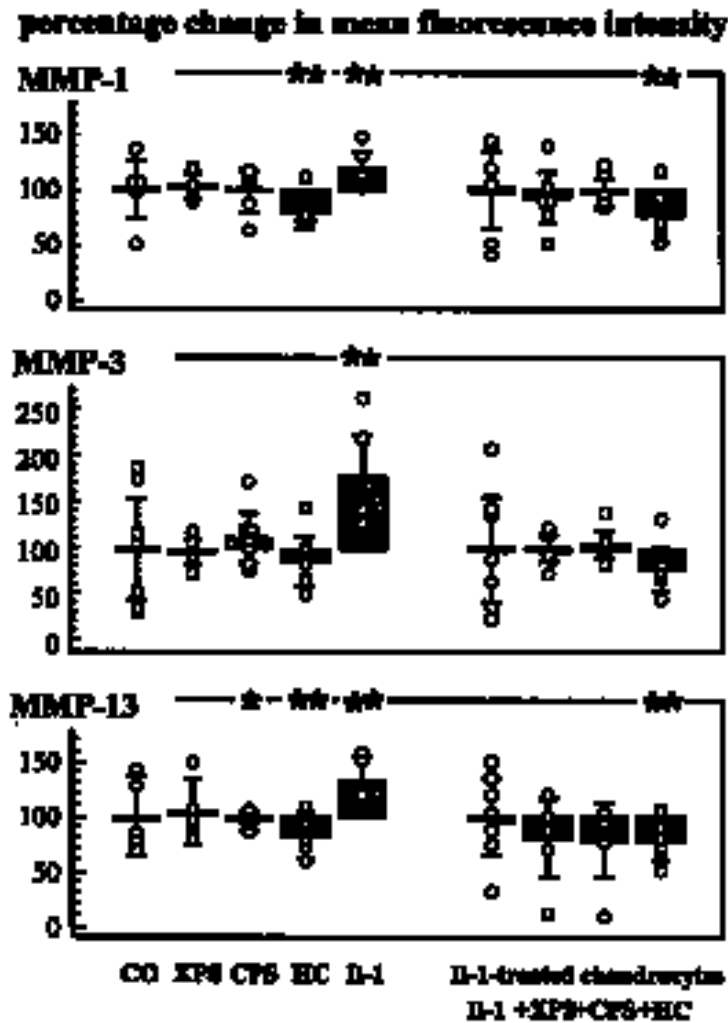 percentage change in mean fluorescence intensity
MMP-1
** **
**
150
100
50
0
MMP-3
**
250
200
150
100
50
0
MMP-13
* ** **
**
150
100
50
0
CO XPS CPS HC Il-1
Il-1-treated chondrocytes
Il-1 +XPS+CPS+HC